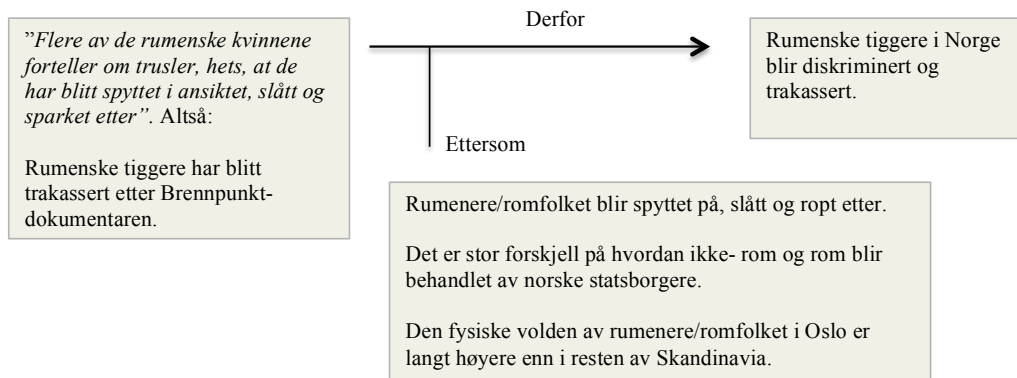 ”Flere av de rumenske kvinnene
forteller om trusler, hets, at de
har blitt spyttet i ansiktet, slått og
sparket etter”. Altså:
Rumenske tiggere har blitt
trakassert etter Brennpunkt-
dokumentaren.
Derfor
Ettersom
Rumenske tiggere i Norge
blir diskriminert og
trakassert.
Rumenere/romfolket blir spyttet på, slått og ropt etter.
Det er stor forskjell på hvordan ikke- rom og rom blir
behandlet av norske statsborgere.
Den fysiske volden av rumenere/romfolket i Oslo er
langt høyere enn i resten av Skandinavia.